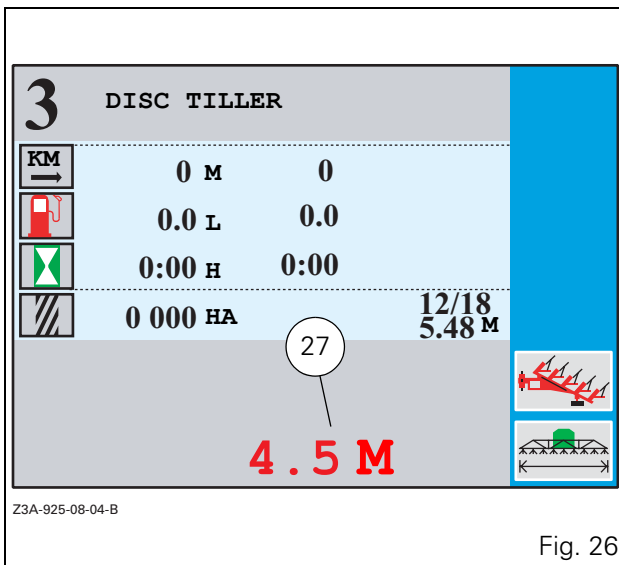 3 DISC TILLER
KM
0 M 0
0.0 L 0.0
0:00 H 0:00
0 000 HA 12/18
5.48 M
27
4.5 M
Z3A-925-08-04-B
Fig. 26